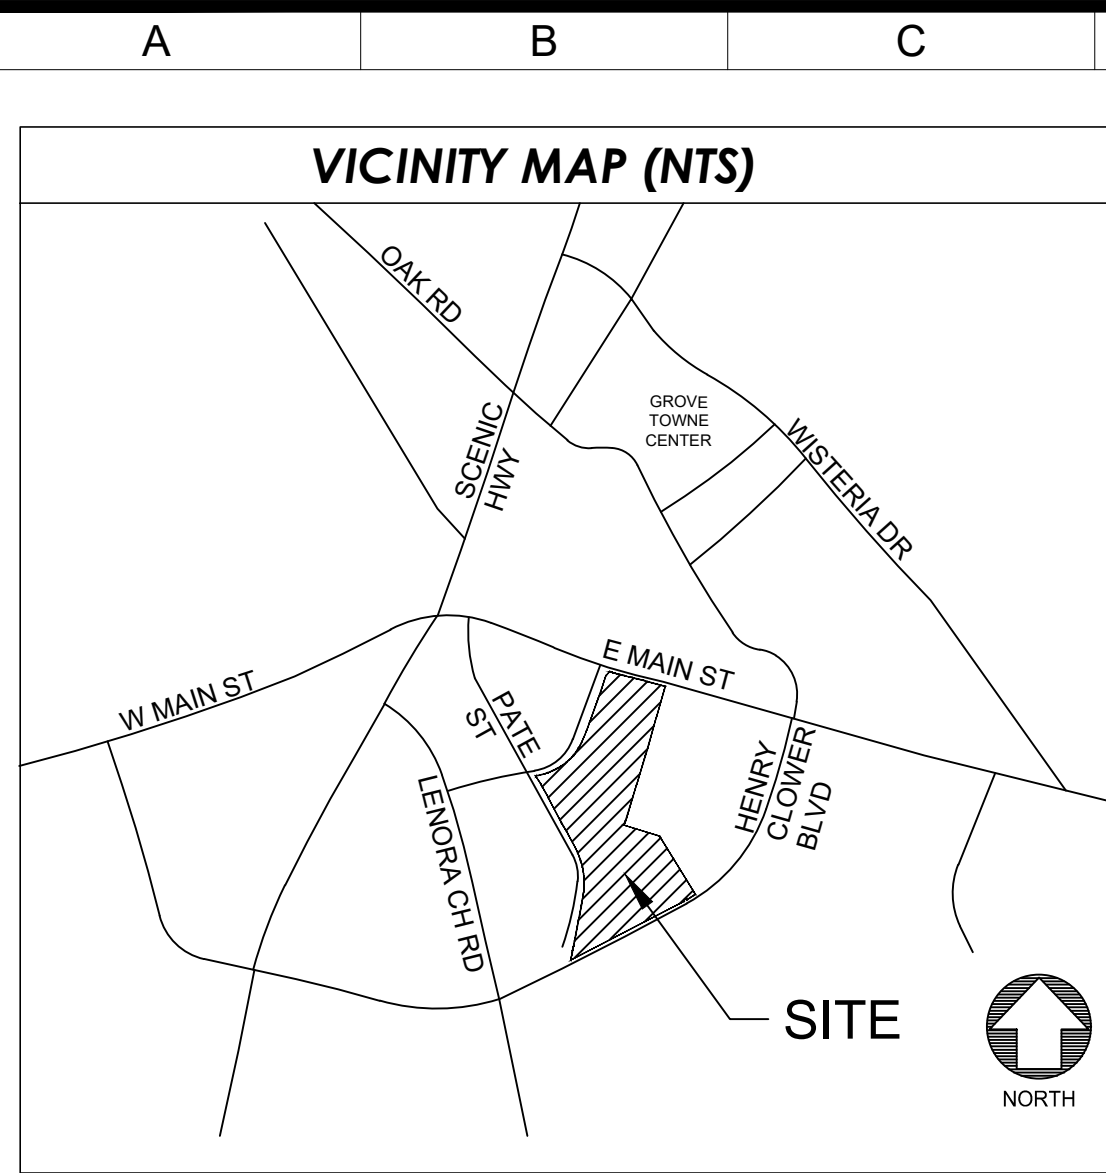 A
B
C
VICINITY MAP (NTS)
OAK RD
SCENIC
HWY
GROVE
TOWNE
CENTER
WISTERIA DR
E MAIN ST
W MAIN ST
PATE
ST
HENRY
CLOWER
BLVD
LENORA CH RD
SITE
NORTH